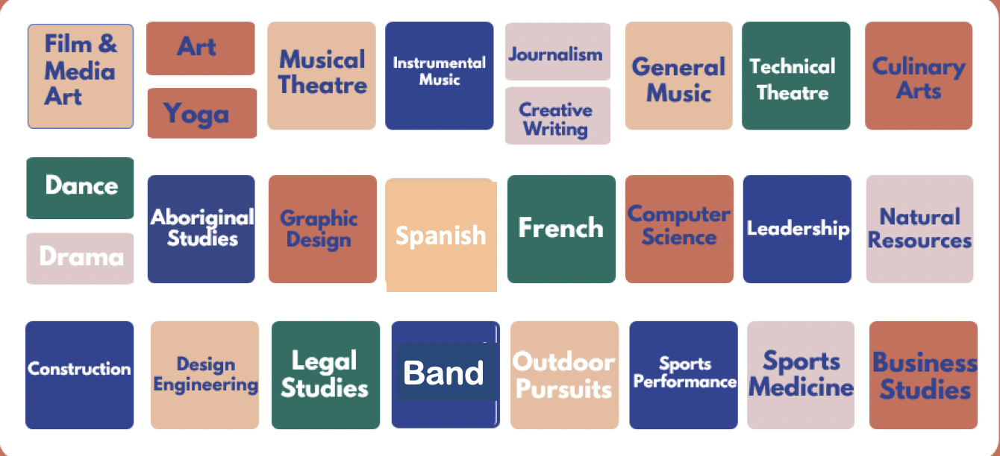 Film &
Media
Art
Art
Yoga
Musical
Theatre
Instrumental
Music
Journalism
Creative
Writing
General
Music
Technical
Theatre
Culinary
Arts
Dance
Drama
Aboriginal
Studies
Graphic
Design
Spanish
French
Computer
Science
Leadership
Natural
Resources
Construction
Design
Engineering
Legal
Studies
Band
Outdoor
Pursuits
Sports
Performance
Sports
Medicine
Business
Studies